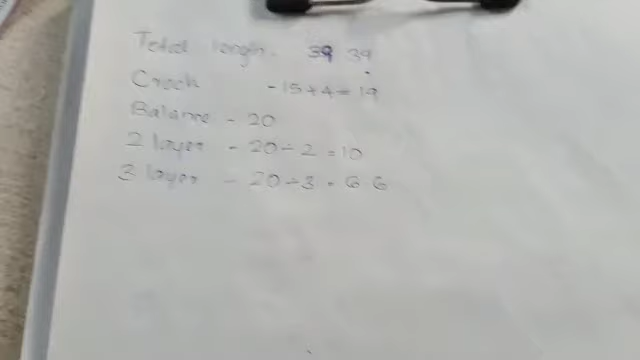 Total length. 39 39
Croch - 15+4=19
Balance - 20
2 layer - 20÷2=10
3 layer - 20÷3=6 6